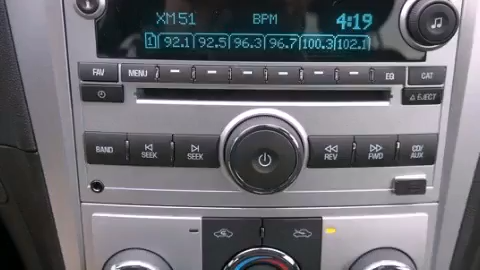 XM51 BPM 4:19
1 92.1 92.5 96.3 96.7 100.3 102.1
FAV MENU EQ CAT
EJECT
BAND SEEK SEEK REV FWD CD/AUX